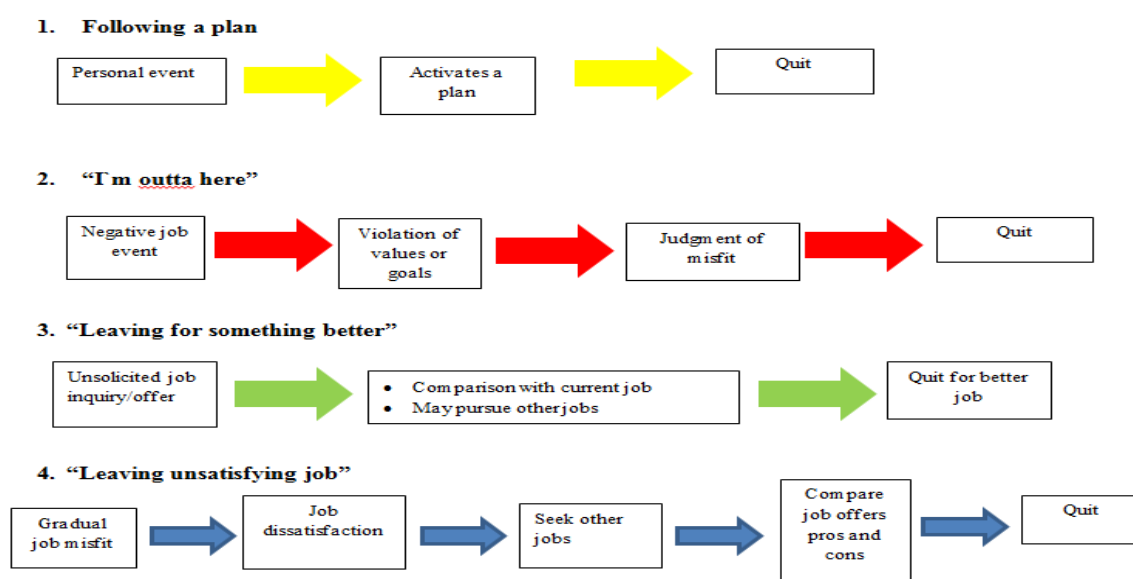 1. Following a plan
Personal event
Activates a
plan
Quit
2. “I'm outta here”
Negative job
event
Violation of
values or
goals
Judgment of
misfit
Quit
3. “Leaving for something better”
Unsolicited job
inquiry/offer
• Comparison with current job
• May pursue other jobs
Quit for better
job
4. “Leaving unsatisfying job”
Gradual
job misfit
Job
dissatisfaction
Seek other
jobs
Compare
job offers
pros and
cons
Quit